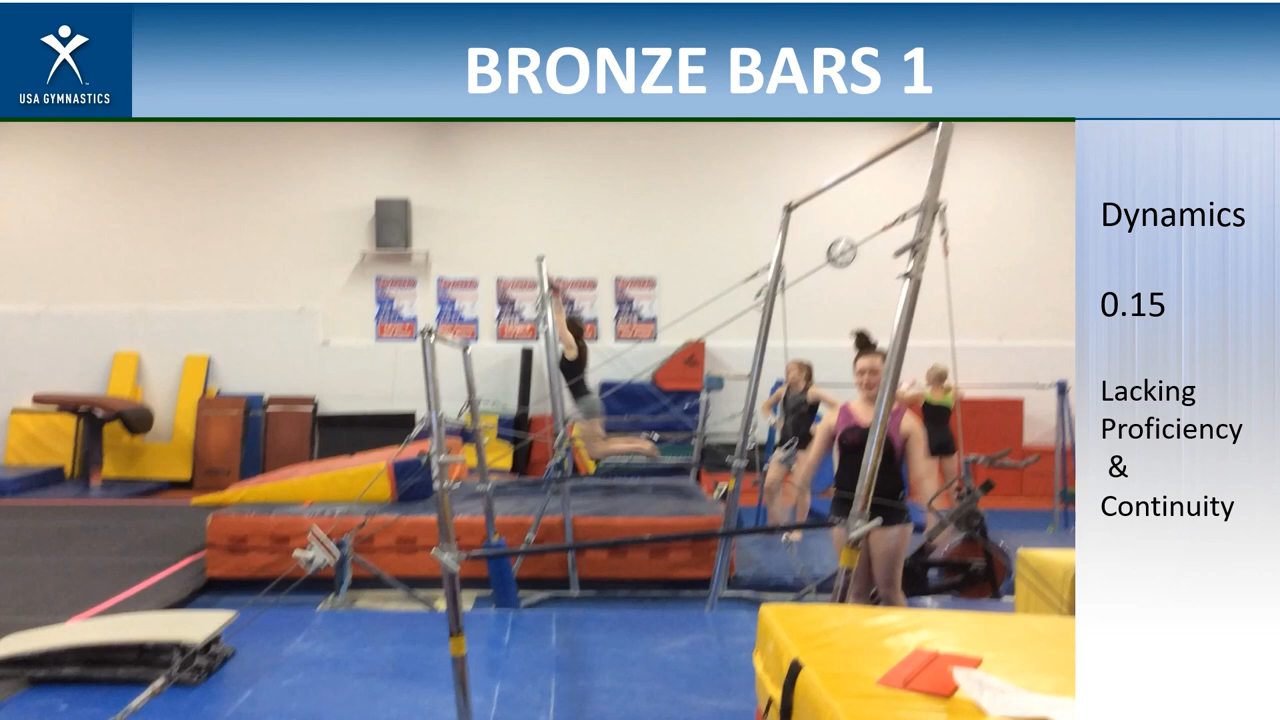 BRONZE BARS 1
USA GYMNASTICS
Dynamics
0.15
Lacking
Proficiency
&
Continuity